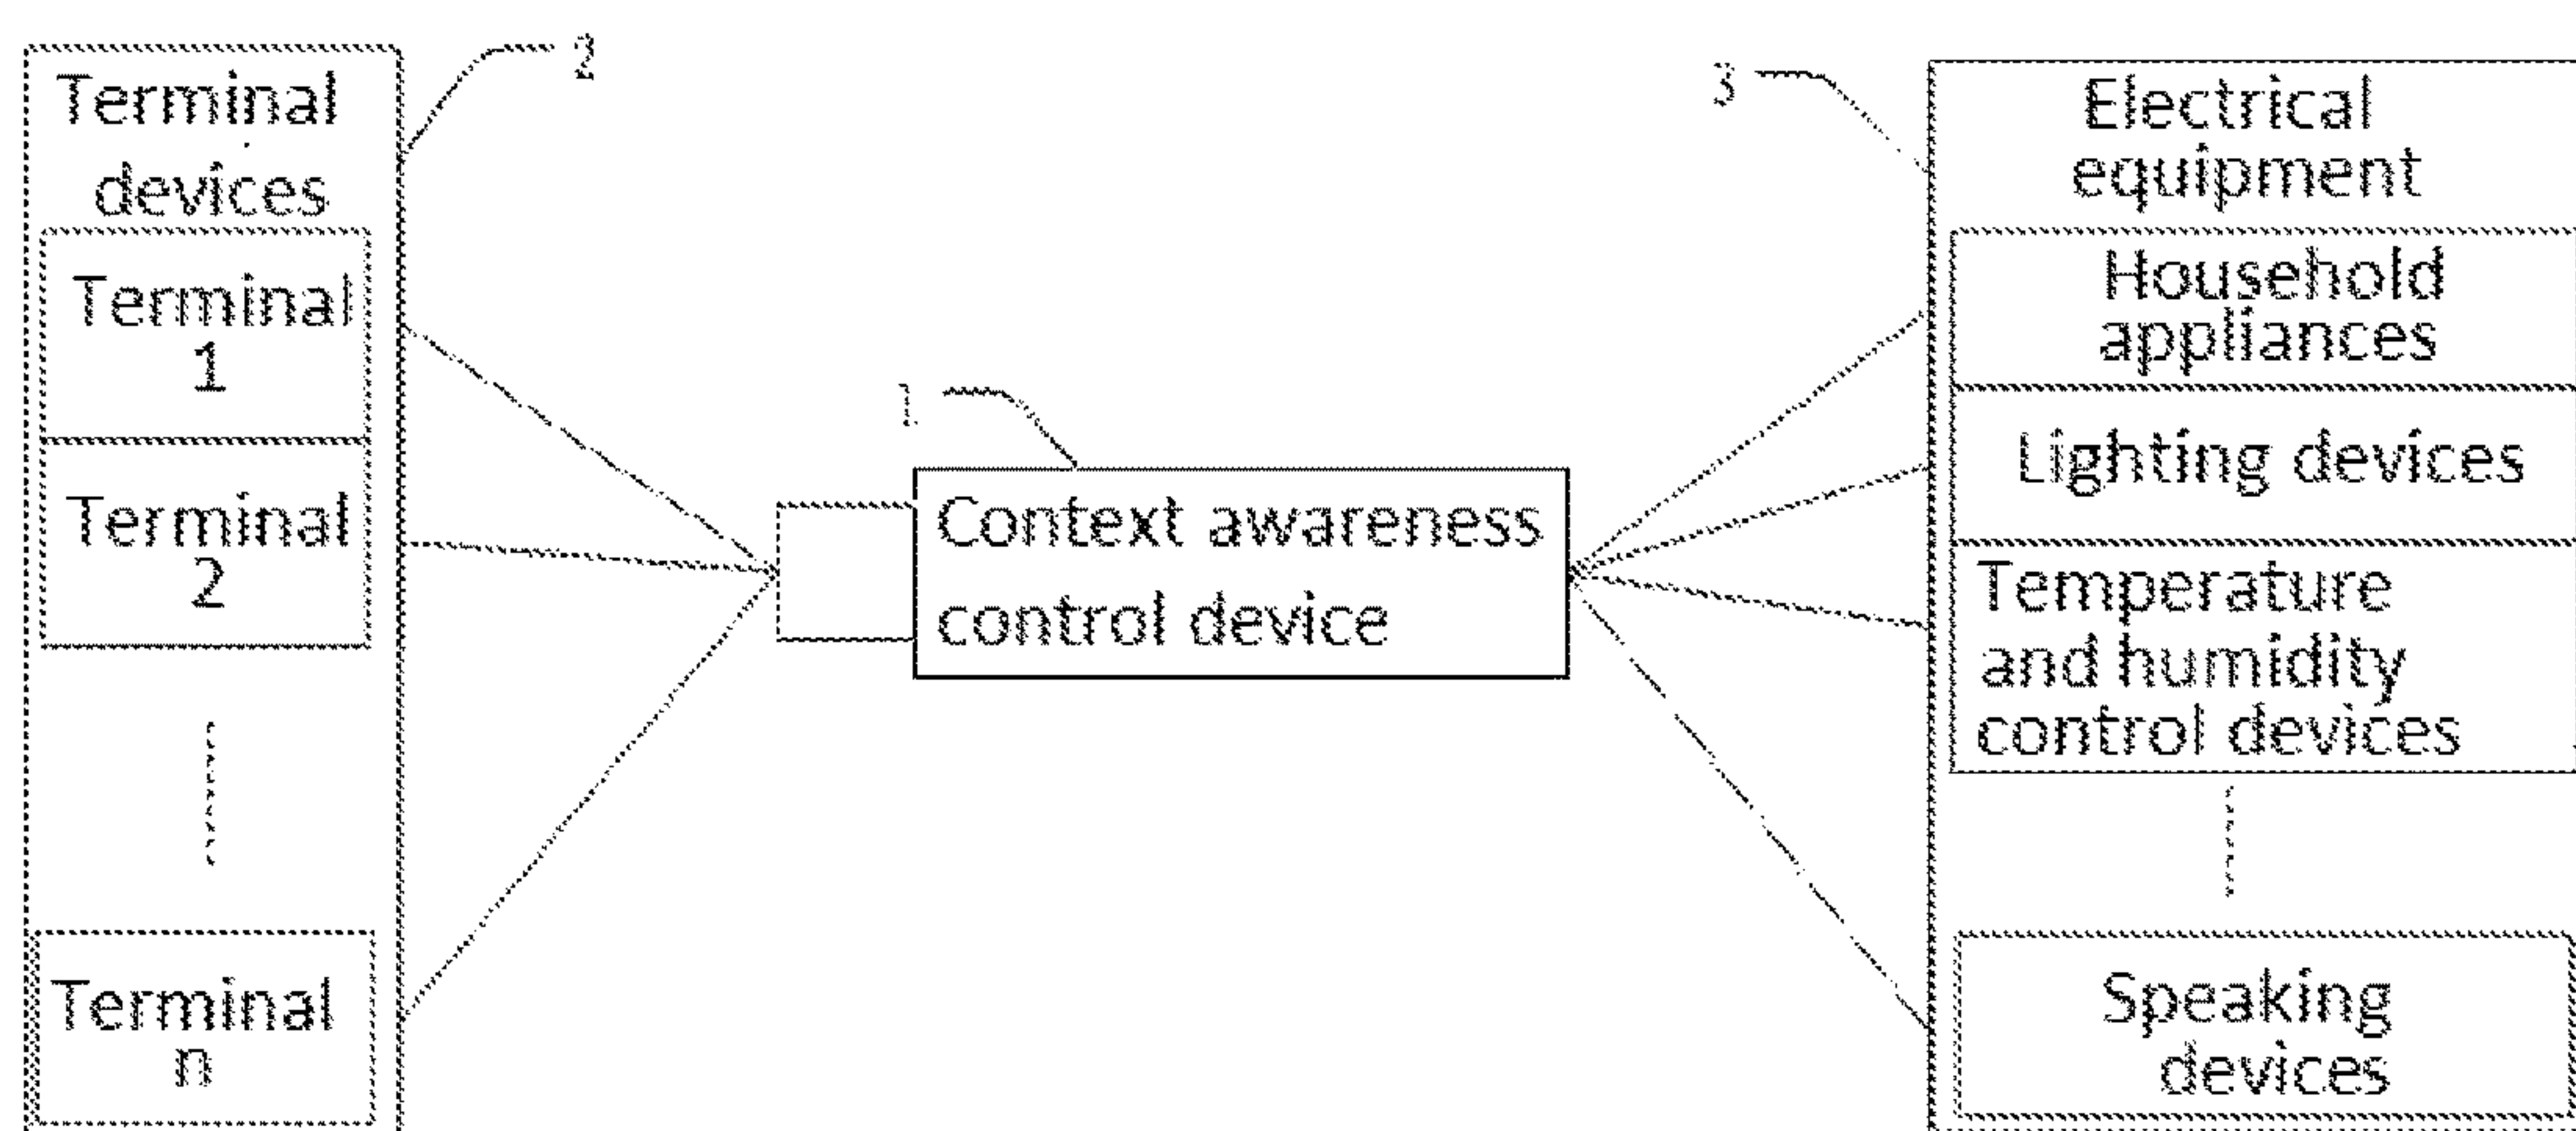 2
Terminal
devices
Terminal
1
Terminal
2
Terminal
n
1
Context awareness
control device
3
Electrical
equipment
Household
appliances
Lighting devices
Temperature
and humidity
control devices
Speaking
devices